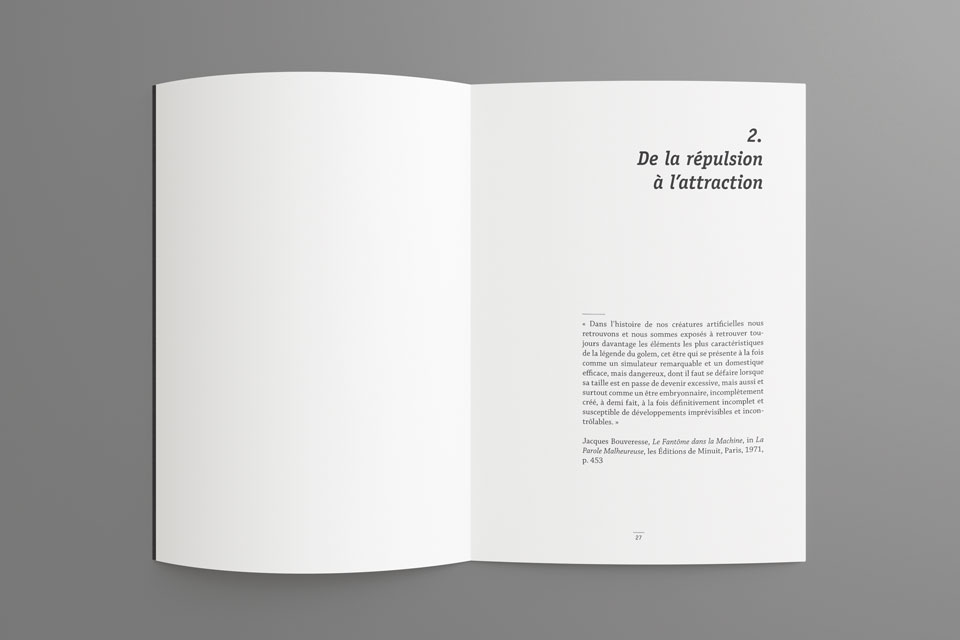 2.
De la répulsion
à l'attraction
« Dans l'histoire de nos créatures artificielles nous
retrouvons et nous sommes exposés à retrouver tou-
jours davantage les éléments les plus caractéristiques
de la légende du golem, cet être qui se présente à la fois
comme un simulateur remarquable et un domestique
efficace, mais dangereux, dont il faut se défaire lorsque
sa taille est en passe de devenir excessive, mais aussi et
surtout comme un être embryonnaire, incomplètement
créé, à demi fait, à la fois définitivement incomplet et
susceptible de développements imprévisibles et incon-
trôlables. »
Jacques Bouveresse, Le Fantôme dans la Machine, in La
Parole Malheureuse, les Éditions de Minuit, Paris, 1971,
p. 453
27